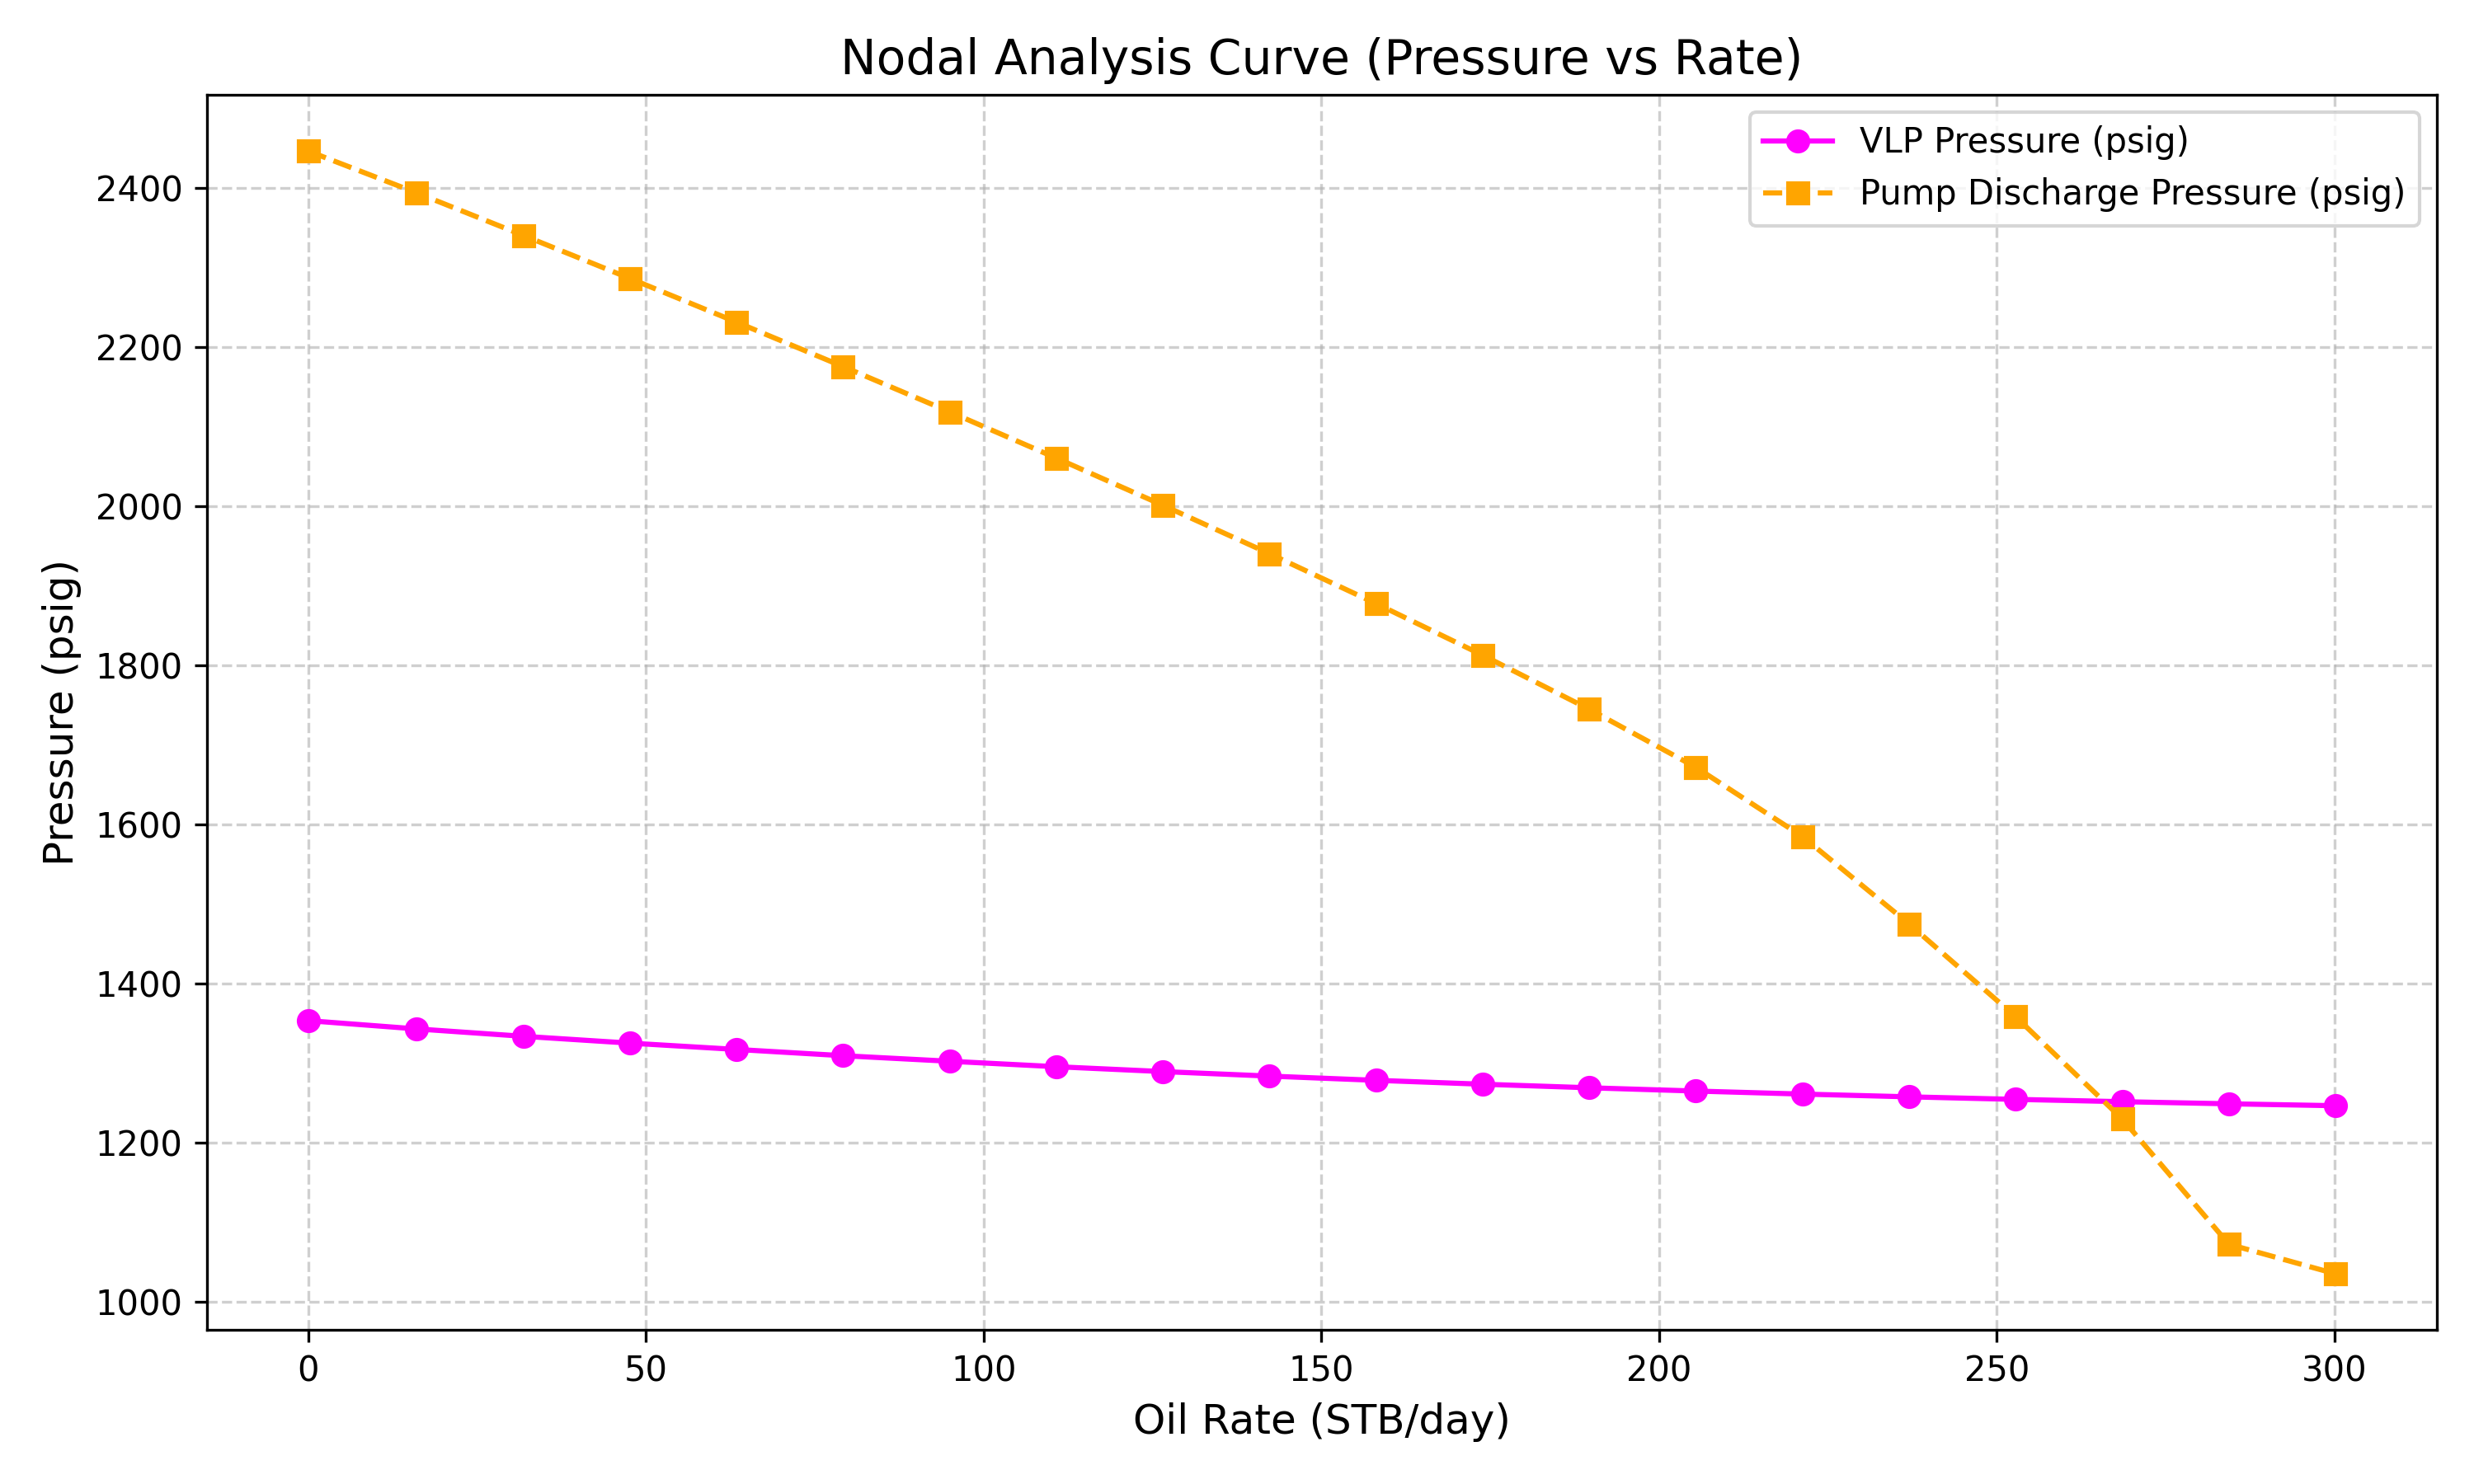 Nodal Analysis Curve (Pressure vs Rate)
VLP Pressure (psig)
Pump Discharge Pressure (psig)
Pressure (psig)
2400
2200
2000
1800
1600
1400
1200
1000
0 50 100 150 200 250 300
Oil Rate (STB/day)